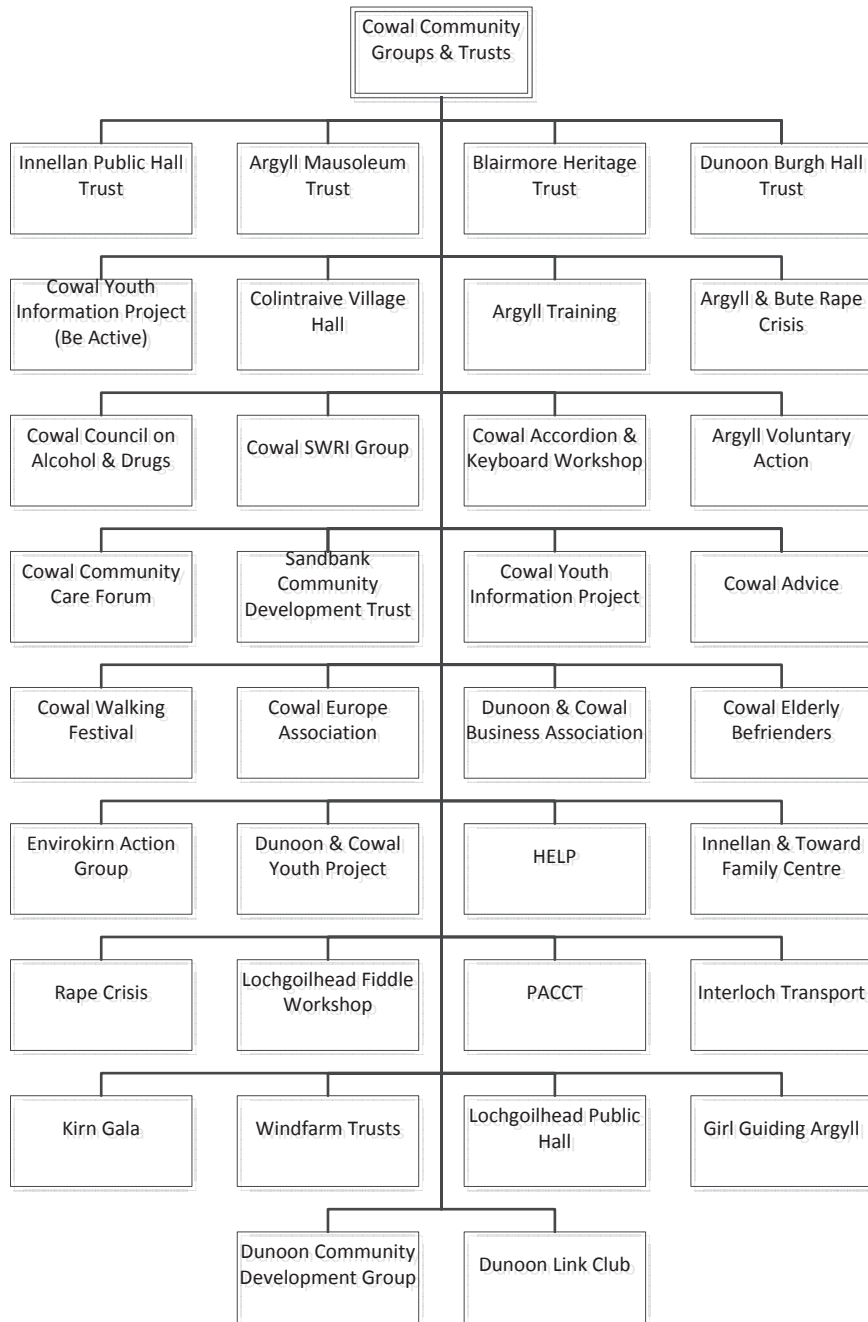 Cowal Community
Groups & Trusts
Innellan Public Hall
Trust
Argyll Mausoleum
Trust
Blairmore Heritage
Trust
Dunoon Burgh Hall
Trust
Cowal Youth
Information Project
(Be Active)
Colintraive Village
Hall
Argyll Training
Argyll & Bute Rape
Crisis
Cowal Council on
Alcohol & Drugs
Cowal SWRI Group
Cowal Accordion &
Keyboard Workshop
Argyll Voluntary
Action
Cowal Community
Care Forum
Sandbank
Community
Development Trust
Cowal Youth
Information Project
Cowal Advice
Cowal Walking
Festival
Cowal Europe
Association
Dunoon & Cowal
Business Association
Cowal Elderly
Befrienders
Envirokirn Action
Group
Dunoon & Cowal
Youth Project
HELP
Innellan & Toward
Family Centre
Rape Crisis
Lochgoilhead Fiddle
Workshop
PACCT
Interloch Transport
Kirn Gala
Windfarm Trusts
Lochgoilhead Public
Hall
Girl Guiding Argyll
Dunoon Community
Development Group
Dunoon Link Club